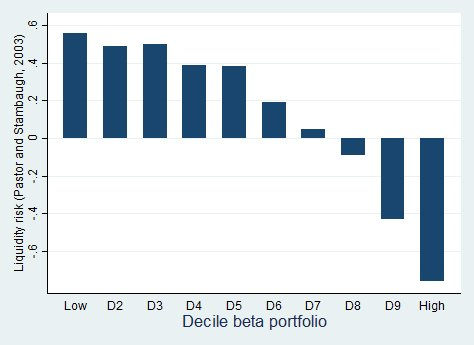 Liquidity risk (Pastor and Stambaugh, 2003)
.6
.4
.2
0
-.2
-.4
-.6
Low D2 D3 D4 D5 D6 D7 D8 D9 High
Decile beta portfolio